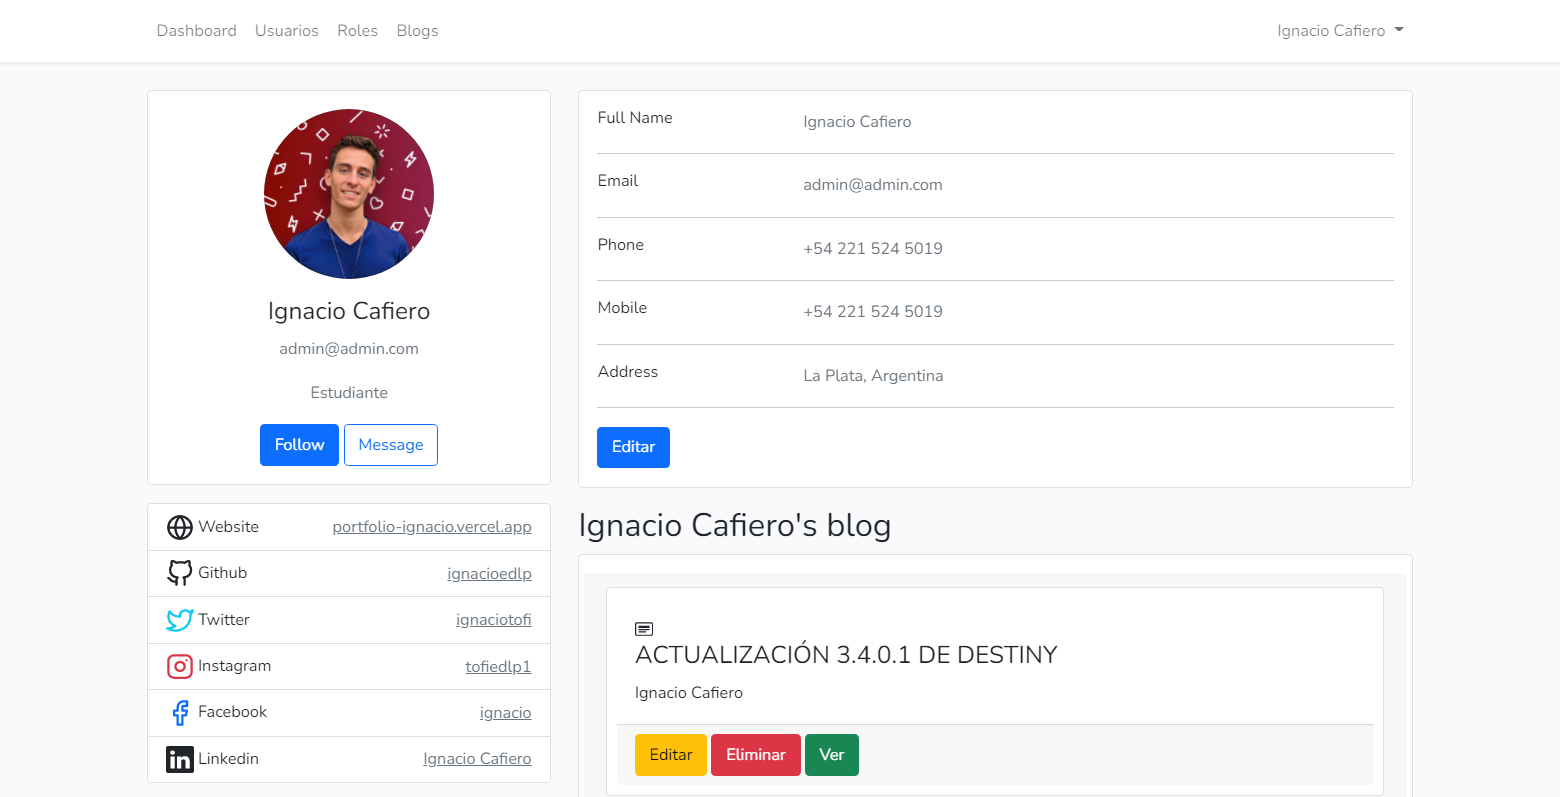 Dashboard Usuarios Roles Blogs Ignacio Cafiero
Ignacio Cafiero
admin@admin.com
Estudiante
Follow Message
Website portfolio-ignacio.vercel.app
Github ignacioedlp
Twitter ignaciotofi
Instagram tofiedlp1
Facebook ignacio
Linkedin Ignacio Cafiero
Full Name Ignacio Cafiero
Email admin@admin.com
Phone +54 221 524 5019
Mobile +54 221 524 5019
Address La Plata, Argentina
Editar
Ignacio Cafiero's blog
ACTUALIZACIÓN 3.4.0.1 DE DESTINY
Ignacio Cafiero
Editar Eliminar Ver